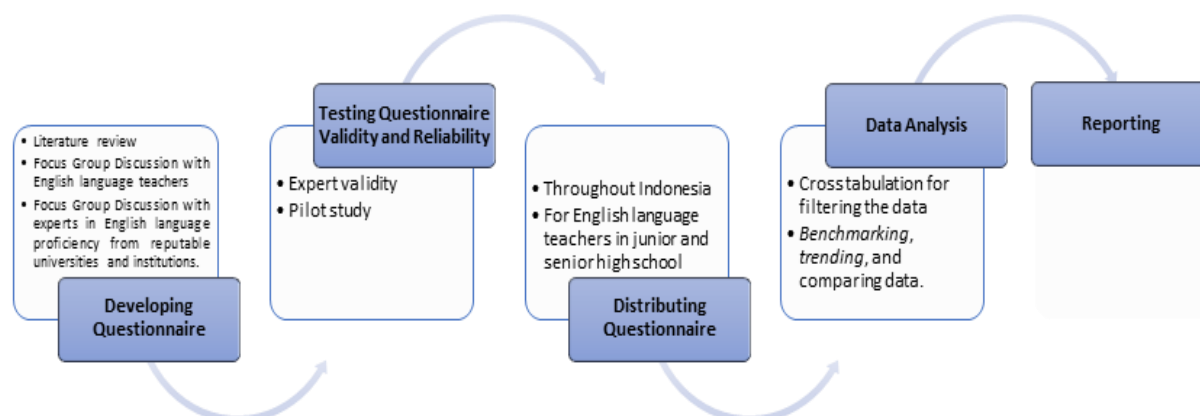 • Literature review
• Focus Group Discussion with
English language teachers
• Focus Group Discussion with
experts in English language
proficiency from reputable
universities and institutions.
Developing
Questionnaire
Testing Questionnaire
Validity and Reliability
• Expert validity
• Pilot study
• Throughout Indonesia
• For English language
teachers in junior and
senior high school
Distributing
Questionnaire
Data Analysis
• Cross tabulation for
filtering the data
• Benchmarking,
trending, and
comparing data.
Reporting